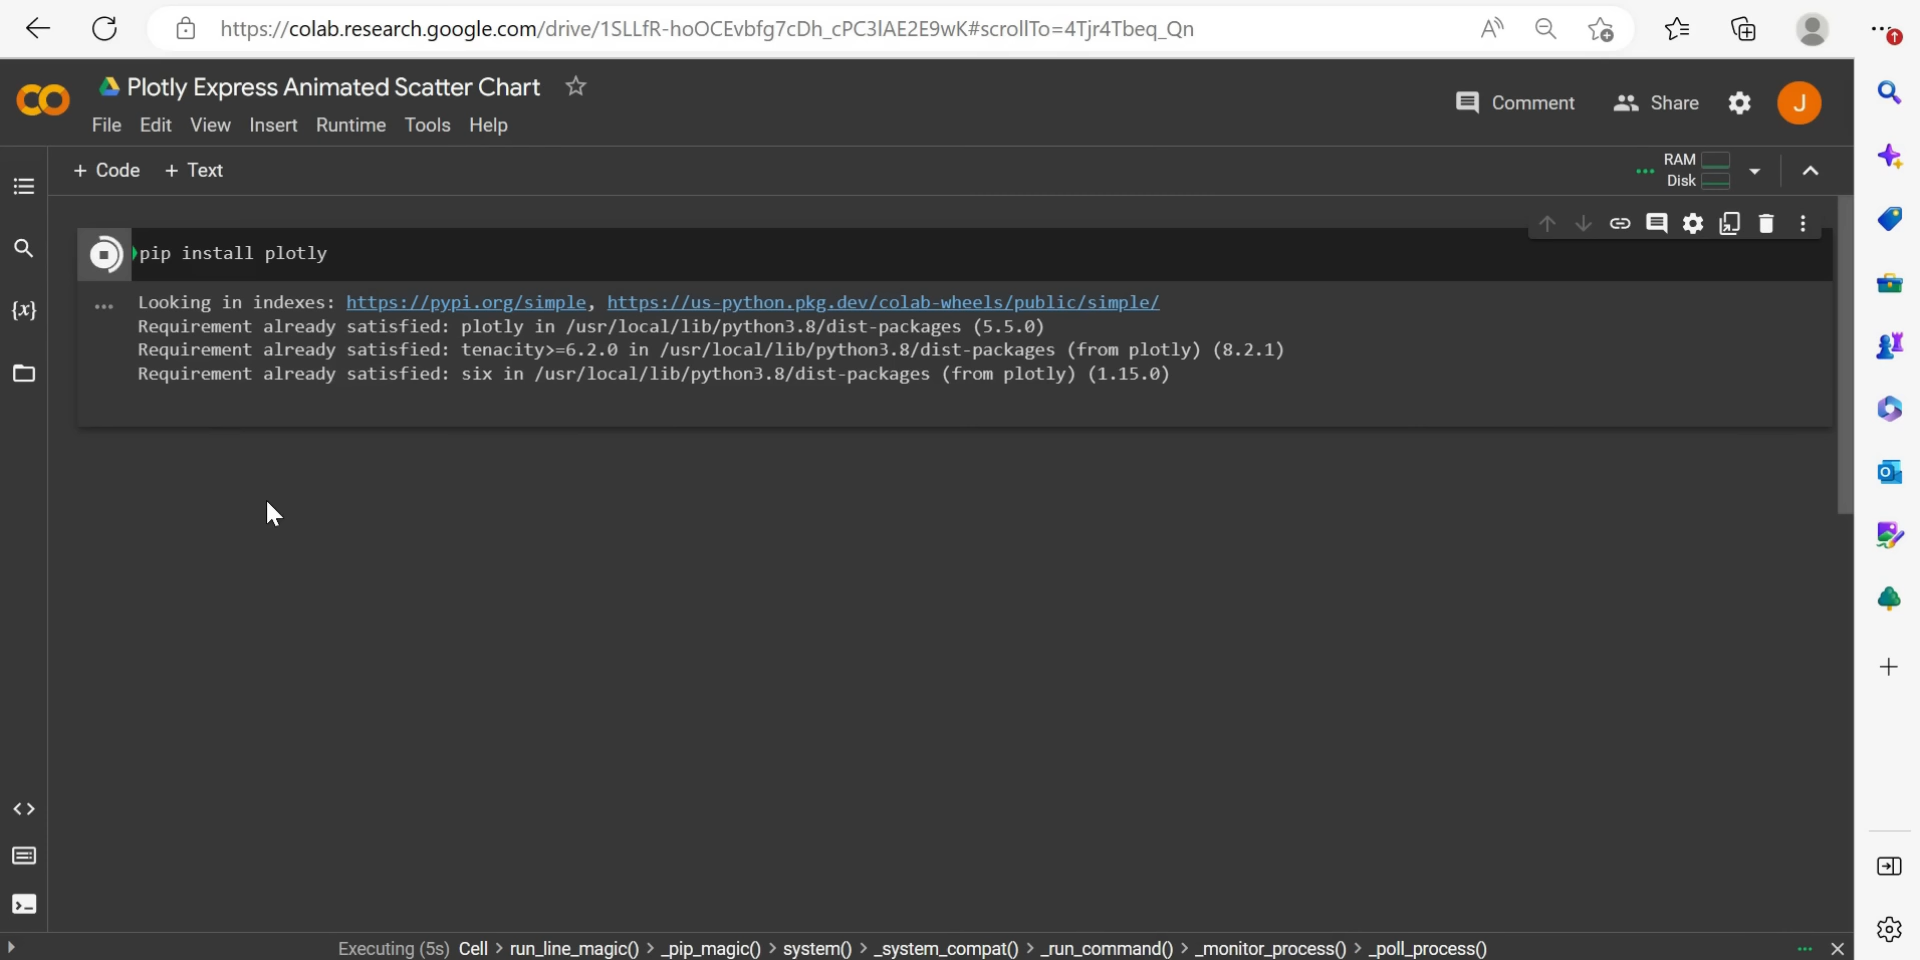 https://colab.research.google.com/drive/1SLLfR-hoOCEvbfg7cDh_cPC3lAE2E9wK#scrollTo=4Tjr4Tbeq_Qn
Plotly Express Animated Scatter Chart
File Edit View Insert Runtime Tools Help
Comment Share J
+ Code + Text
RAM
Disk
pip install plotly
Looking in indexes: https://pypi.org/simple, https://us-python.pkg.dev/colab-wheels/public/simple/
Requirement already satisfied: plotly in /usr/local/lib/python3.8/dist-packages (5.5.0)
Requirement already satisfied: tenacity>=6.2.0 in /usr/local/lib/python3.8/dist-packages (from plotly) (8.2.1)
Requirement already satisfied: six in /usr/local/lib/python3.8/dist-packages (from plotly) (1.15.0)
Executing (5s) Cell > run_line_magic() > _pip_magic() > system() > _system_compat() > _run_command() > _monitor_process() > _poll_process()